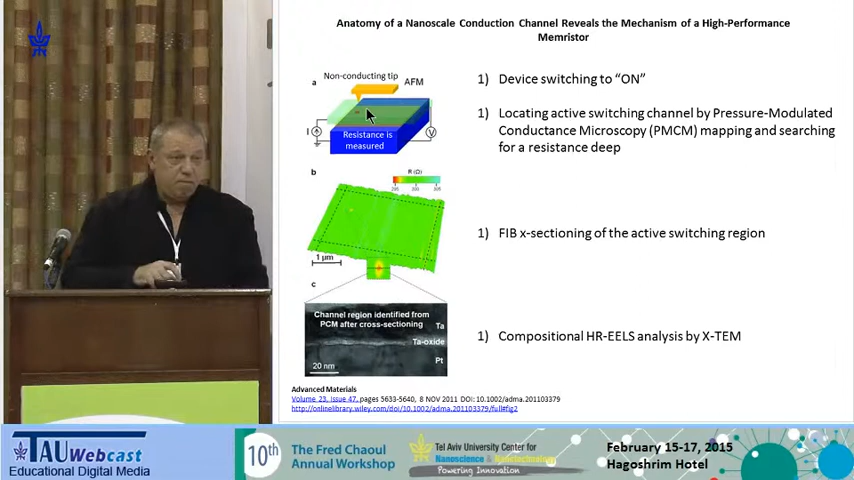 Anatomy of a Nanoscale Conduction Channel Reveals the Mechanism of a High-Performance
Memristor
a
Non-conducting tip
AFM
I
Resistance is
measured
V
1) Device switching to “ON”
1) Locating active switching channel by Pressure-Modulated
Conductance Microscopy (PMCM) mapping and searching
for a resistance deep
b
R (Ω)
1 μm
1) FIB x-sectioning of the active switching region
c
Channel region identified from
PCM after cross-sectioning
Ta
Ta-oxide
Pt
20 nm
1) Compositional HR-EELS analysis by X-TEM
Advanced Materials
Volume 23, Issue 47, pages 5633-5640, 8 NOV 2011 DOI: 10.1002/adma.201103379
http://onlinelibrary.wiley.com/doi/10.1002/adma.201103379/full#fig2
TAU Webcast
Educational Digital Media
10th
The Fred Chaoul
Annual Workshop
Tel Aviv University Center for
Nanoscience & Nanotechnology
Powering Innovation
February 15-17, 2015
Hagoshrim Hotel